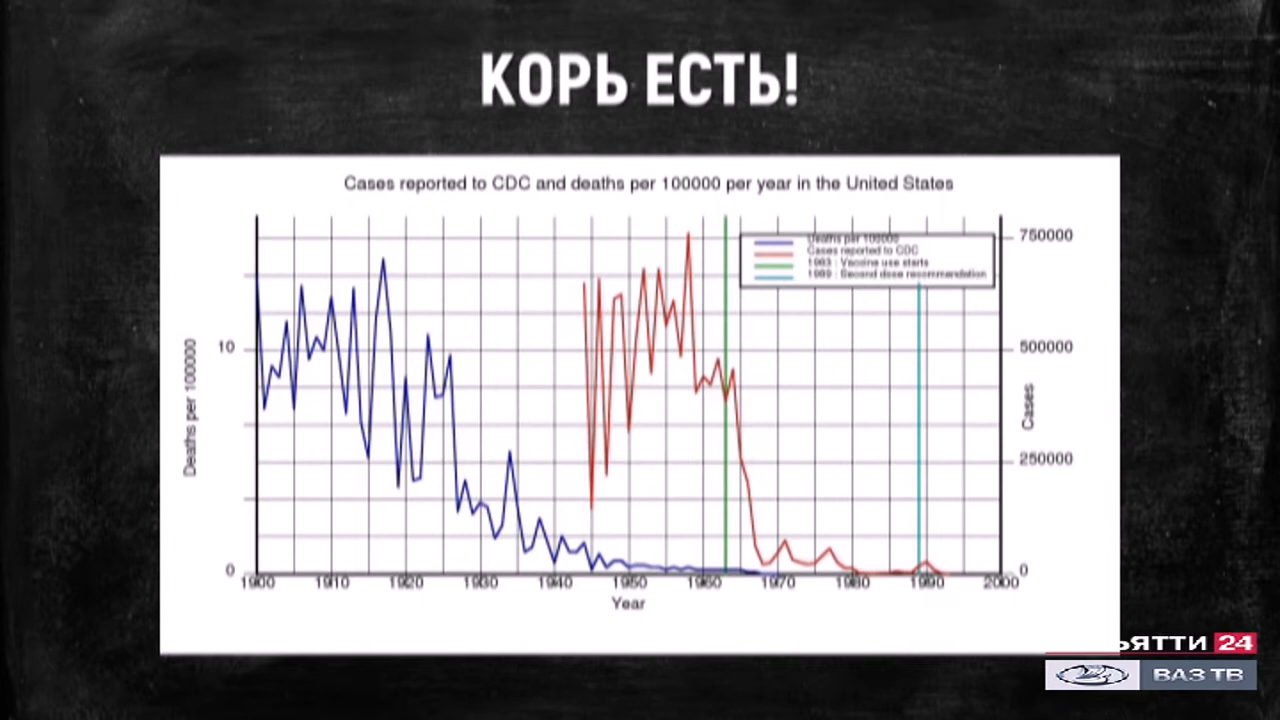 КОРЬ ЕСТЬ!
Cases reported to CDC and deaths per 100000 per year in the United States
Deaths per 100000
Cases reported to CDC
1963 : Vaccine use starts
1989 : Second dose recommendation
750000
10
500000
Deaths per 100000
Cases
250000
0
0
1900 1910 1920 1930 1940 1950 1960 1970 1980 1990 2000
Year
ЬЯТТИ 24
ВАЗ ТВ